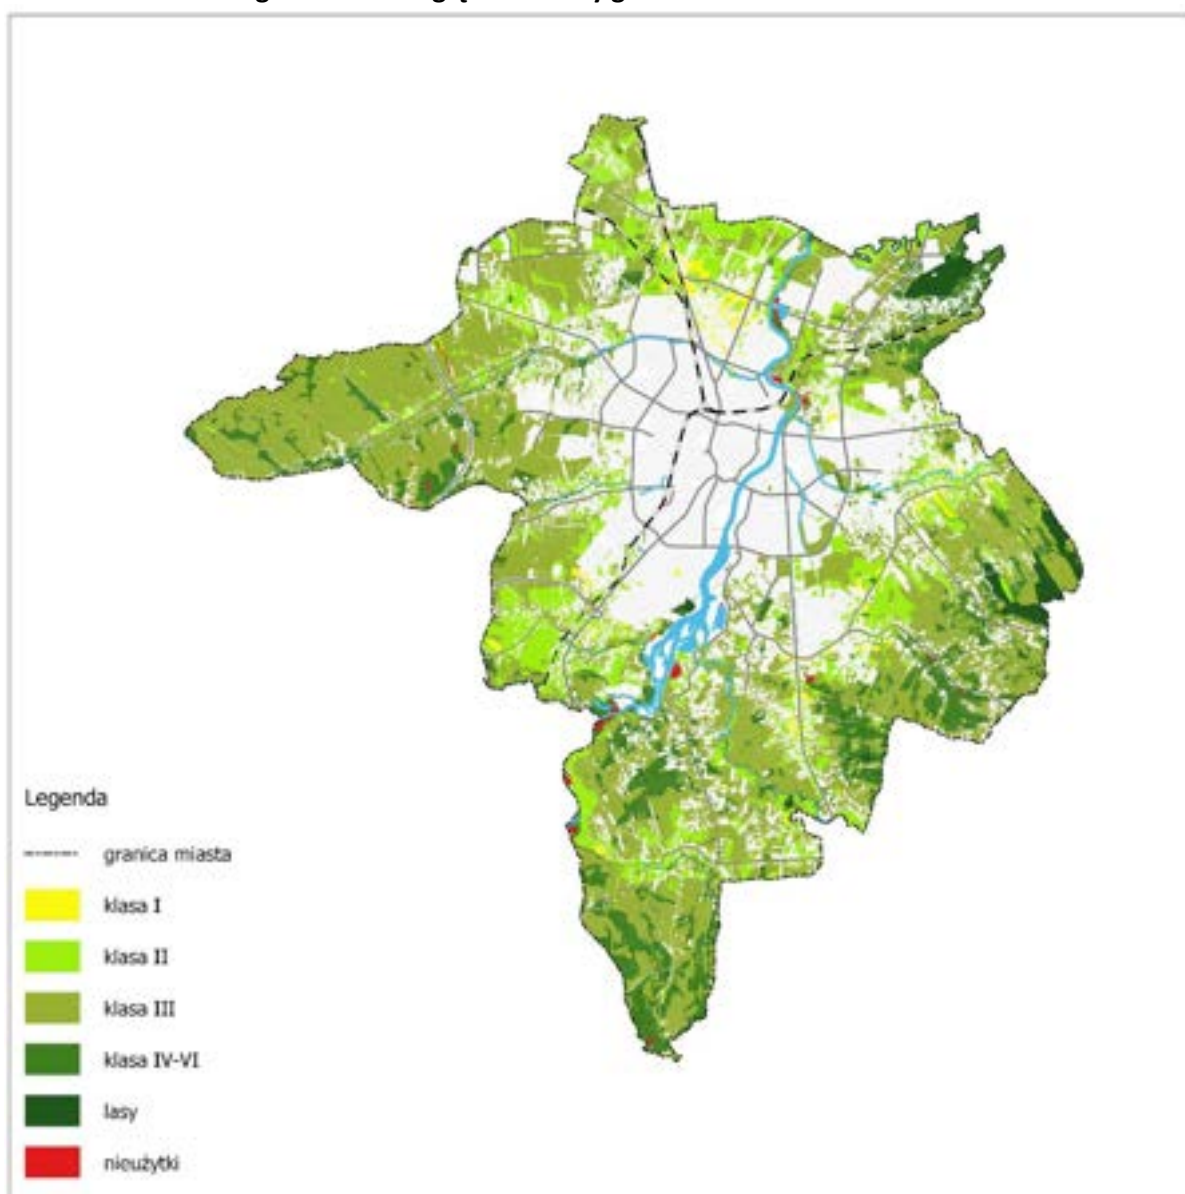 Legenda
granica miasta
klasa I
klasa II
klasa III
klasa IV-VI
lasy
nieużytki